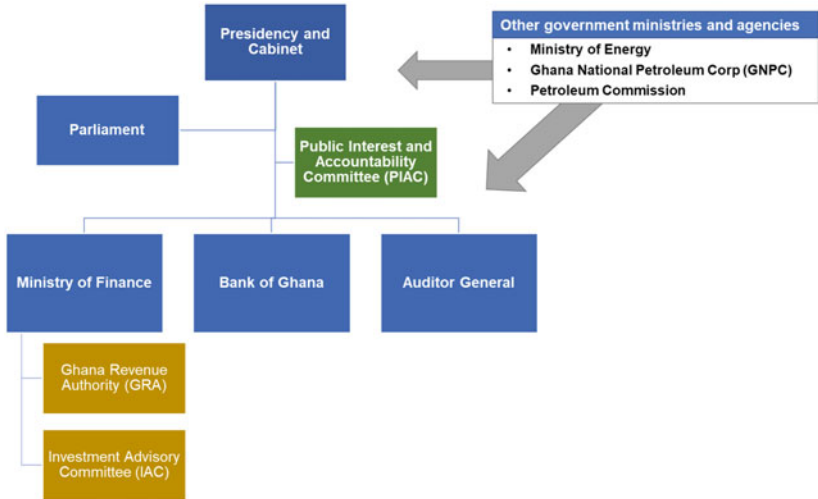 Presidency and
Cabinet
Other government ministries and agencies
• Ministry of Energy
• Ghana National Petroleum Corp (GNPC)
• Petroleum Commission
Parliament
Public Interest and
Accountability
Committee (PIAC)
Ministry of Finance
Bank of Ghana
Auditor General
Ghana Revenue
Authority (GRA)
Investment Advisory
Committee (IAC)